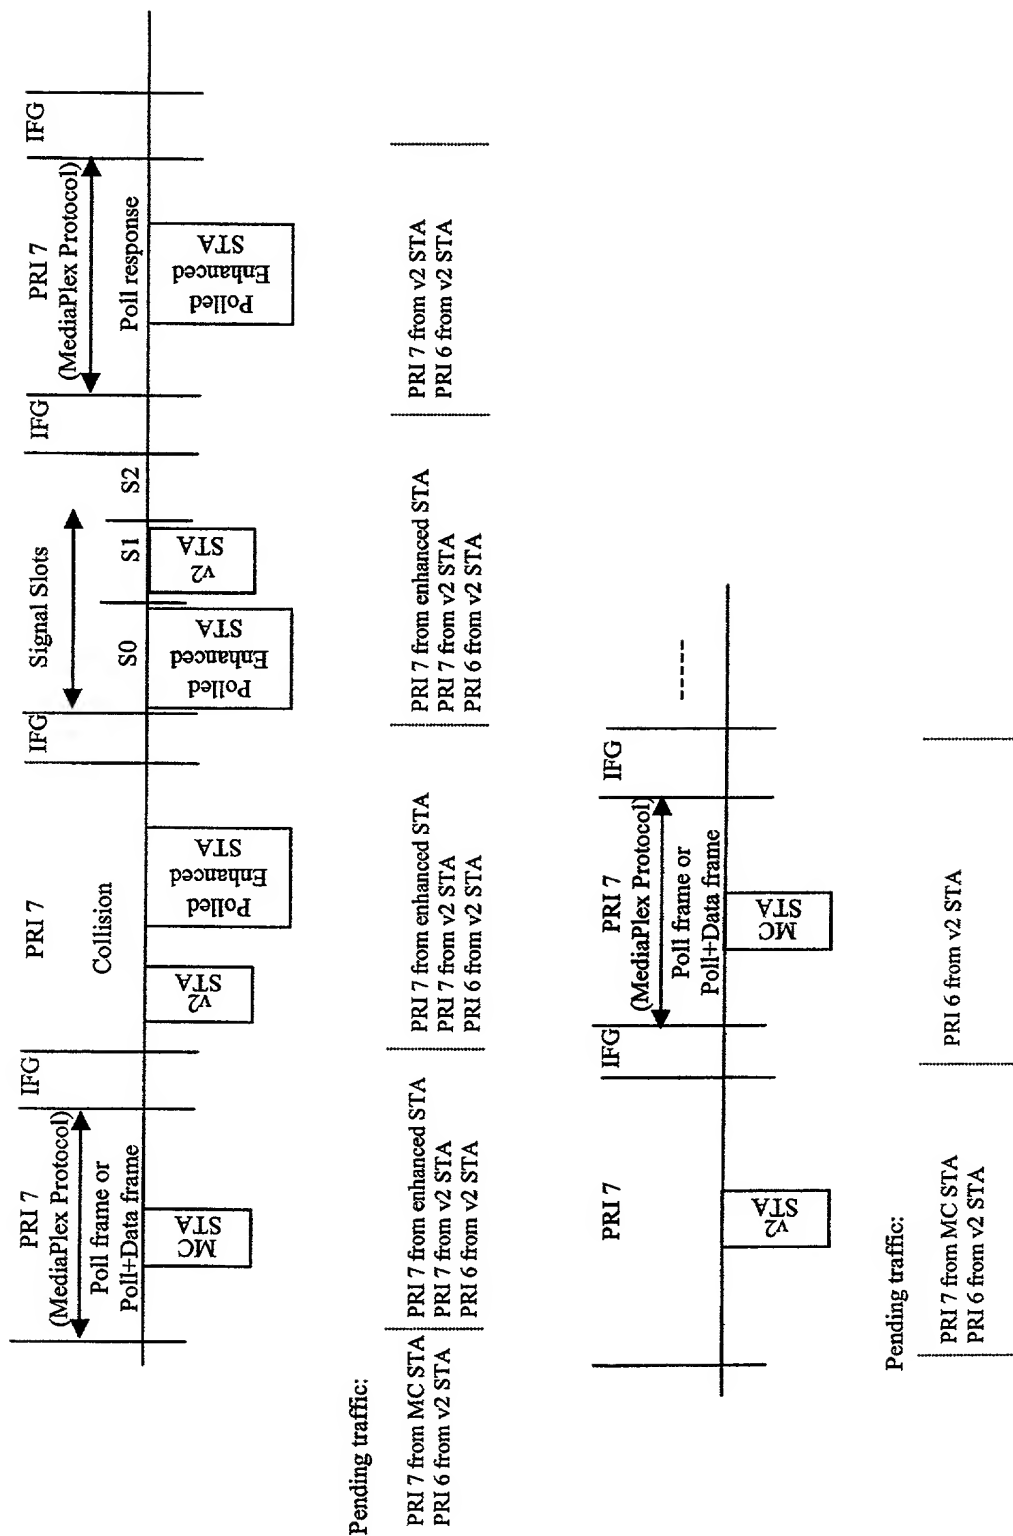 PRI 7
(MediaPlex Protocol)
Poll frame or
Poll+Data frame
MC
STA
IFG
PRI 7
Collision
v2
STA
Polled
Enhanced
STA
IFG
Signal Slots
S0
S1
S2
Polled
Enhanced
STA
v2
STA
IFG
PRI 7
(MediaPlex Protocol)
Poll response
Polled
Enhanced
STA
IFG
Pending traffic:
PRI 7 from MC STA
PRI 6 from v2 STA
PRI 7 from enhanced STA
PRI 7 from v2 STA
PRI 6 from v2 STA
PRI 7 from enhanced STA
PRI 7 from v2 STA
PRI 6 from v2 STA
PRI 7 from enhanced STA
PRI 7 from v2 STA
PRI 6 from v2 STA
PRI 7 from v2 STA
PRI 6 from v2 STA
PRI 7
v2
STA
IFG
PRI 7
(MediaPlex Protocol)
Poll frame or
Poll+Data frame
MC
STA
IFG
Pending traffic:
PRI 7 from MC STA
PRI 6 from v2 STA
PRI 6 from v2 STA